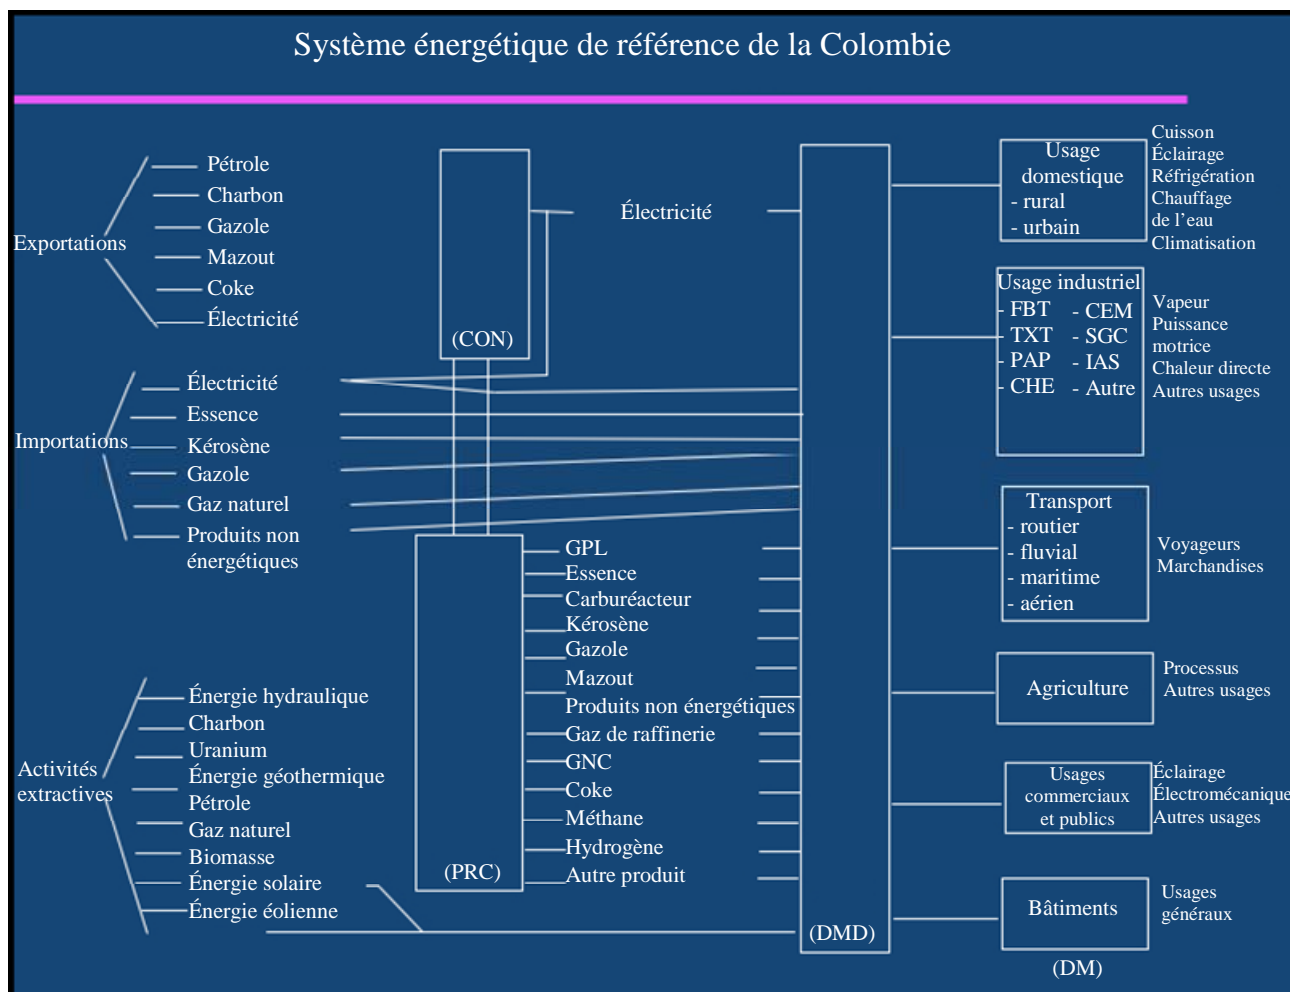 Système énergétique de référence de la Colombie
Exportations
Pétrole
Charbon
Gazole
Mazout
Coke
Électricité
Importations
Électricité
Essence
Kérosène
Gazole
Gaz naturel
Produits non
énergétiques
Activités
extractives
Énergie hydraulique
Charbon
Uranium
Énergie géothermique
Pétrole
Gaz naturel
Biomasse
Énergie solaire
Énergie éolienne
(CON)
Électricité
(PRC)
GPL
Essence
Carburéacteur
Kérosène
Gazole
Mazout
Produits non énergétiques
Gaz de raffinerie
GNC
Coke
Méthane
Hydrogène
Autre produit
(DMD)
Usage
domestique
- rural
- urbain
Cuisson
Éclairage
Réfrigération
Chauffage
de l’eau
Climatisation
Usage industriel
- FBT - CEM
- TXT - SGC
- PAP - IAS
- CHE - Autre
Vapeur
Puissance
motrice
Chaleur directe
Autres usages
Transport
- routier
- fluvial
- maritime
- aérien
Voyageurs
Marchandises
Agriculture
Processus
Autres usages
Usages
commerciaux
et publics
Éclairage
Électromécanique
Autres usages
Bâtiments
Usages
généraux
(DM)